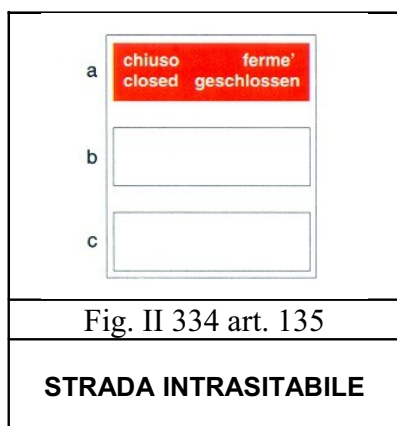 a
chiuso ferme'
closed geschlossen
b
c
Fig. II 334 art. 135
STRADA INTRASITABILE